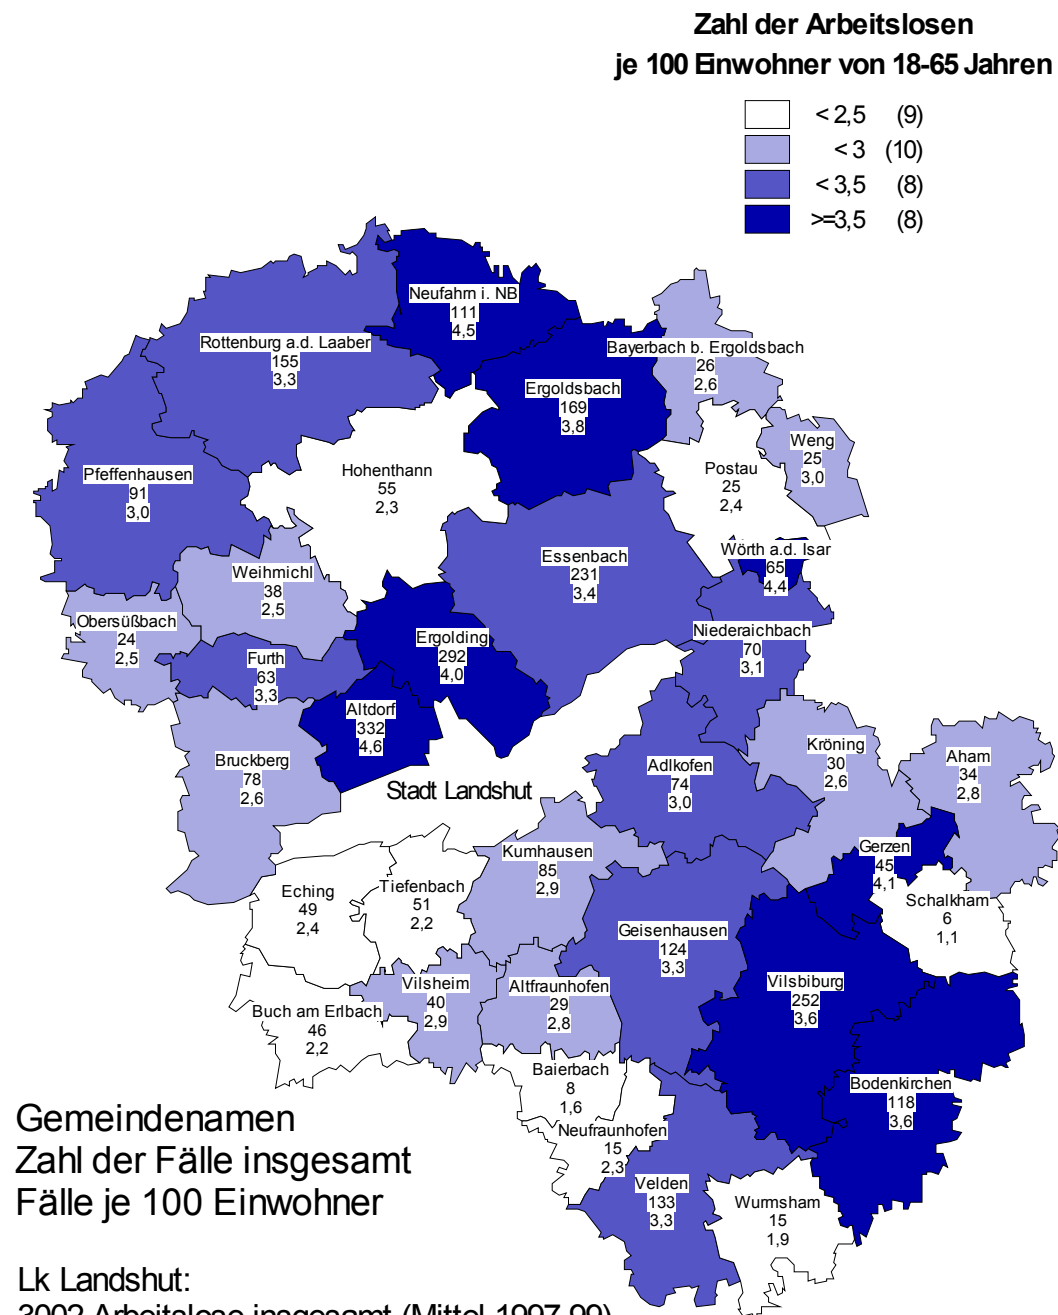 Zahl der Arbeitslosen
je 100 Einwohner von 18-65 Jahren
< 2,5 (9)
< 3 (10)
< 3,5 (8)
>=3,5 (8)
Neufahrn i. NB
111
4,5
Rottenburg a.d. Laaber
155
3,3
Bayerbach b. Ergoldsbach
26
2,6
Ergoldsbach
169
3,8
Weng
25
3,0
Hohenthann
55
2,3
Postau
25
2,4
Pfeffenhausen
91
3,0
Essenbach
231
3,4
Wörth a.d. Isar
65
4,4
Weihmichl
38
2,5
Obersüßbach
24
2,5
Ergolding
292
4,0
Niederaichbach
70
3,1
Furth
63
3,3
Altdorf
332
4,6
Bruckberg
78
2,6
Kröning
30
2,6
Aham
34
2,8
Adlkofen
74
3,0
Stadt Landshut
Kumhausen
85
2,9
Gerzen
45
4,1
Eching
49
2,4
Tiefenbach
51
2,2
Schalkham
6
1,1
Geisenhausen
124
3,3
Vilsheim
40
2,9
Altfraunhofen
29
2,8
Vilsbiburg
252
3,6
Buch am Erlbach
46
2,2
Baierbach
8
1,6
Bodenkirchen
118
3,6
Neufraunhofen
15
2,3
Velden
133
3,3
Wurmsham
15
1,9
Gemeindenamen
Zahl der Fälle insgesamt
Fälle je 100 Einwohner
Lk Landshut:
3002 Arbeitslose insgesamt (Mittel 1997-99)